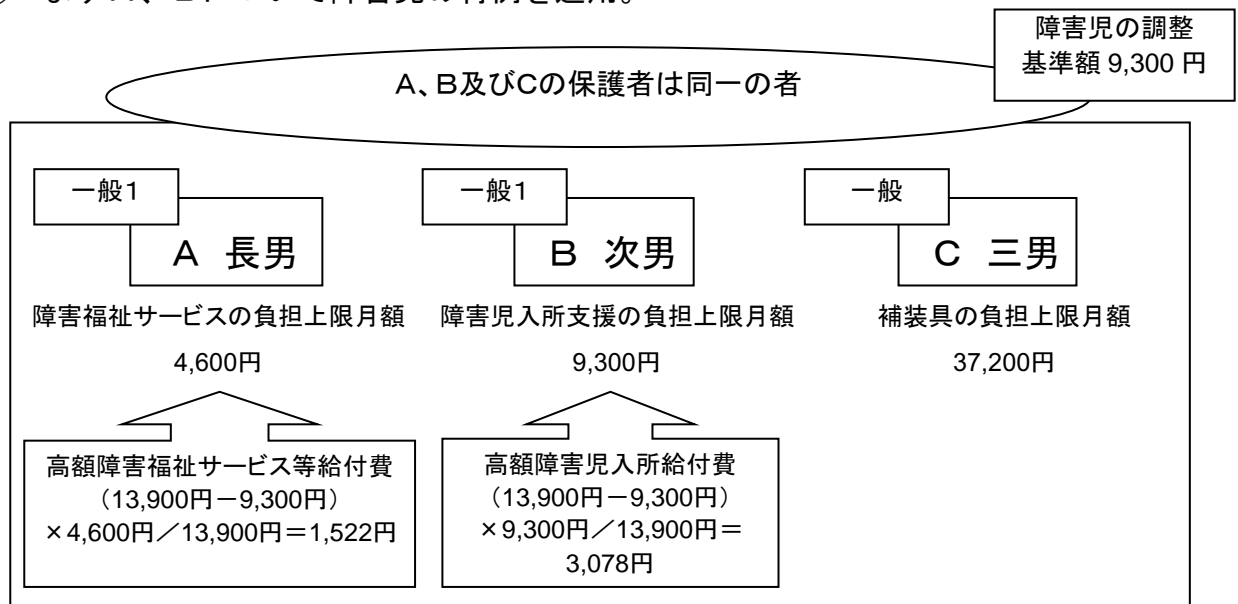 障害児の調整
基準額 9,300 円
A、B及びCの保護者は同一の者
一般1
A 長男
障害福祉サービスの負担上限月額
4,600円
高額障害福祉サービス等給付費
(13,900円-9,300円)
×4,600円/13,900円=1,522円
一般1
B 次男
障害児入所支援の負担上限月額
9,300円
高額障害児入所給付費
(13,900円-9,300円)
×9,300円/13,900円=
3,078円
一般
C 三男
補装具の負担上限月額
37,200円